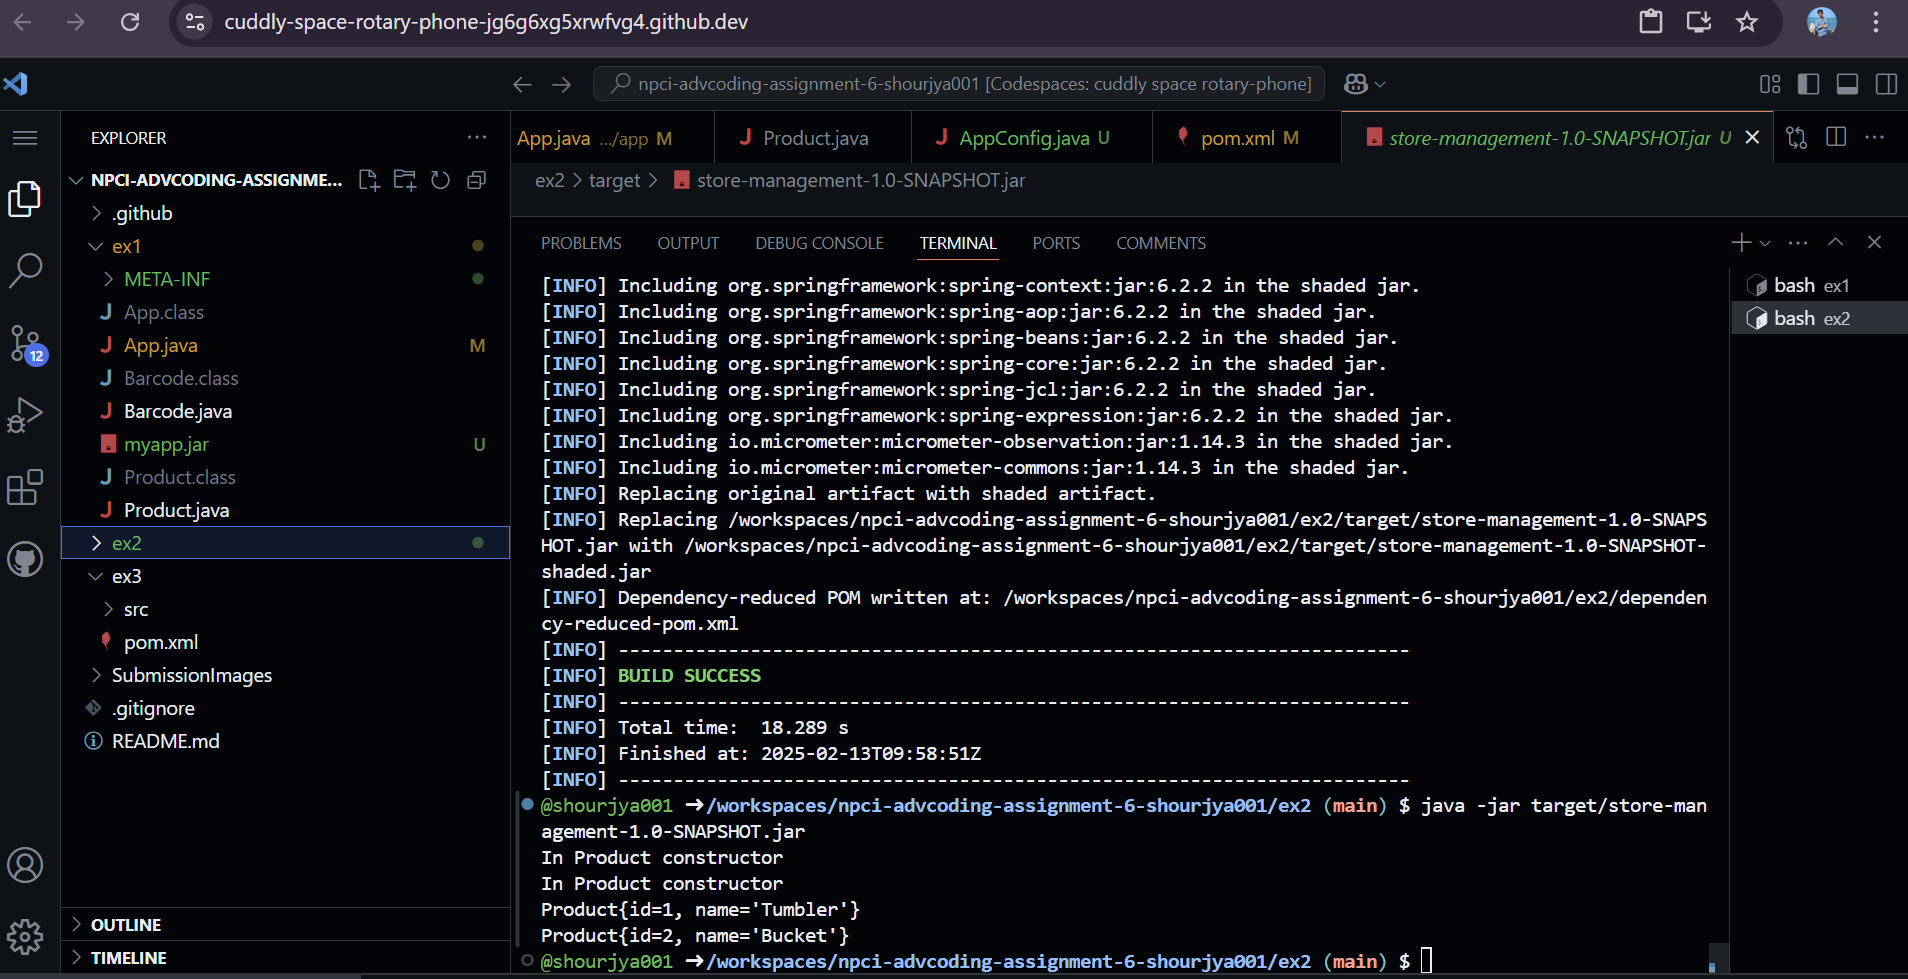 cuddly-space-rotary-phone-jg6g6xg5xrwfvg4.github.dev
npci-advcoding-assignment-6-shourjya001 [Codespaces: cuddly space rotary-phone]
EXPLORER
NPCI-ADVCODING-ASSIGNME...
.github
ex1
META-INF
App.class
App.java M
Barcode.class
Barcode.java
myapp.jar U
Product.class
Product.java
ex2
ex3
src
pom.xml
SubmissionImages
.gitignore
README.md
OUTLINE
TIMELINE
12
App.java .../app M
Product.java
AppConfig.java U
pom.xml M
store-management-1.0-SNAPSHOT.jar U
ex2 > target > store-management-1.0-SNAPSHOT.jar
PROBLEMS OUTPUT DEBUG CONSOLE TERMINAL PORTS COMMENTS
[INFO] Including org.springframework:spring-context:jar:6.2.2 in the shaded jar.
[INFO] Including org.springframework:spring-aop:jar:6.2.2 in the shaded jar.
[INFO] Including org.springframework:spring-beans:jar:6.2.2 in the shaded jar.
[INFO] Including org.springframework:spring-core:jar:6.2.2 in the shaded jar.
[INFO] Including org.springframework:spring-jcl:jar:6.2.2 in the shaded jar.
[INFO] Including org.springframework:spring-expression:jar:6.2.2 in the shaded jar.
[INFO] Including io.micrometer:micrometer-observation:jar:1.14.3 in the shaded jar.
[INFO] Including io.micrometer:micrometer-commons:jar:1.14.3 in the shaded jar.
[INFO] Replacing original artifact with shaded artifact.
[INFO] Replacing /workspaces/npci-advcoding-assignment-6-shourjya001/ex2/target/store-management-1.0-SNAPS
HOT.jar with /workspaces/npci-advcoding-assignment-6-shourjya001/ex2/target/store-management-1.0-SNAPSHOT-
shaded.jar
[INFO] Dependency-reduced POM written at: /workspaces/npci-advcoding-assignment-6-shourjya001/ex2/dependen
cy-reduced-pom.xml
[INFO] ------------------------------------------------------------------------
[INFO] BUILD SUCCESS
[INFO] ------------------------------------------------------------------------
[INFO] Total time:  18.289 s
[INFO] Finished at: 2025-02-13T09:58:51Z
[INFO] ------------------------------------------------------------------------
@shourjya001 ➜/workspaces/npci-advcoding-assignment-6-shourjya001/ex2 (main) $ java -jar target/store-man
agement-1.0-SNAPSHOT.jar
In Product constructor
In Product constructor
Product{id=1, name='Tumbler'}
Product{id=2, name='Bucket'}
@shourjya001 ➜/workspaces/npci-advcoding-assignment-6-shourjya001/ex2 (main) $
bash ex1
bash ex2